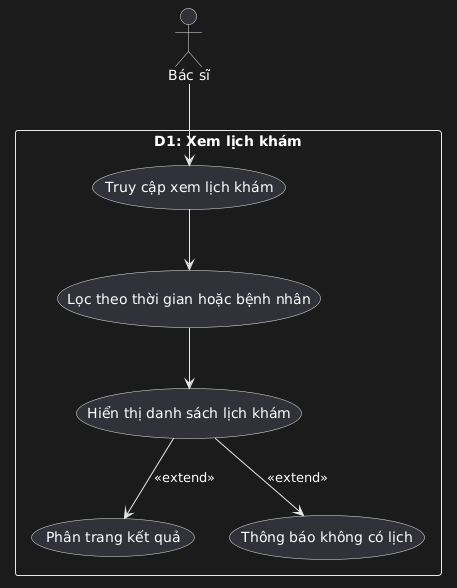 Bác sĩ
D1: Xem lịch khám
Truy cập xem lịch khám
Lọc theo thời gian hoặc bệnh nhân
Hiển thị danh sách lịch khám
«extend» «extend»
Phân trang kết quả Thông báo không có lịch